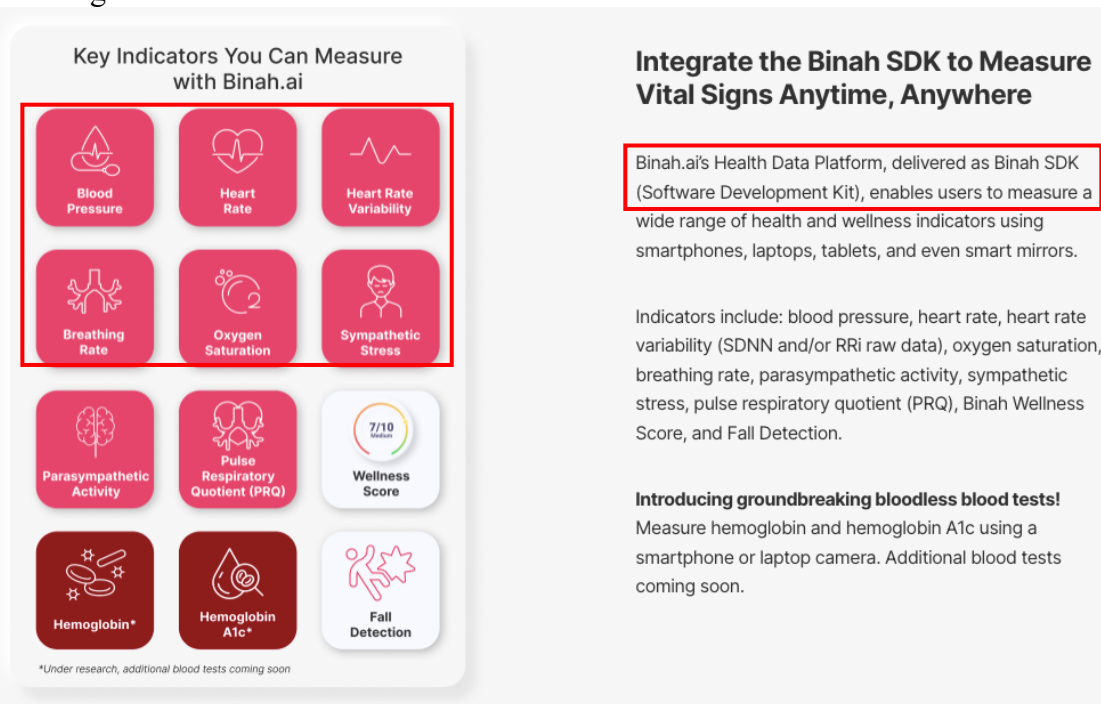 Key Indicators You Can Measure
with Binah.ai
Blood
Pressure
Heart
Rate
Heart Rate
Variability
Breathing
Rate
O2
Oxygen
Saturation
Sympathetic
Stress
Parasympathetic
Activity
Pulse
Respiratory
Quotient (PRQ)
7/10
Medium
Wellness
Score
Hemoglobin*
Hemoglobin
A1c*
Fall
Detection
*Under research, additional blood tests coming soon
Integrate the Binah SDK to Measure
Vital Signs Anytime, Anywhere
Binah.ai’s Health Data Platform, delivered as Binah SDK
(Software Development Kit), enables users to measure a
wide range of health and wellness indicators using
smartphones, laptops, tablets, and even smart mirrors.
Indicators include: blood pressure, heart rate, heart rate
variability (SDNN and/or RRi raw data), oxygen saturation,
breathing rate, parasympathetic activity, sympathetic
stress, pulse respiratory quotient (PRQ), Binah Wellness
Score, and Fall Detection.
Introducing groundbreaking bloodless blood tests!
Measure hemoglobin and hemoglobin A1c using a
smartphone or laptop camera. Additional blood tests
coming soon.